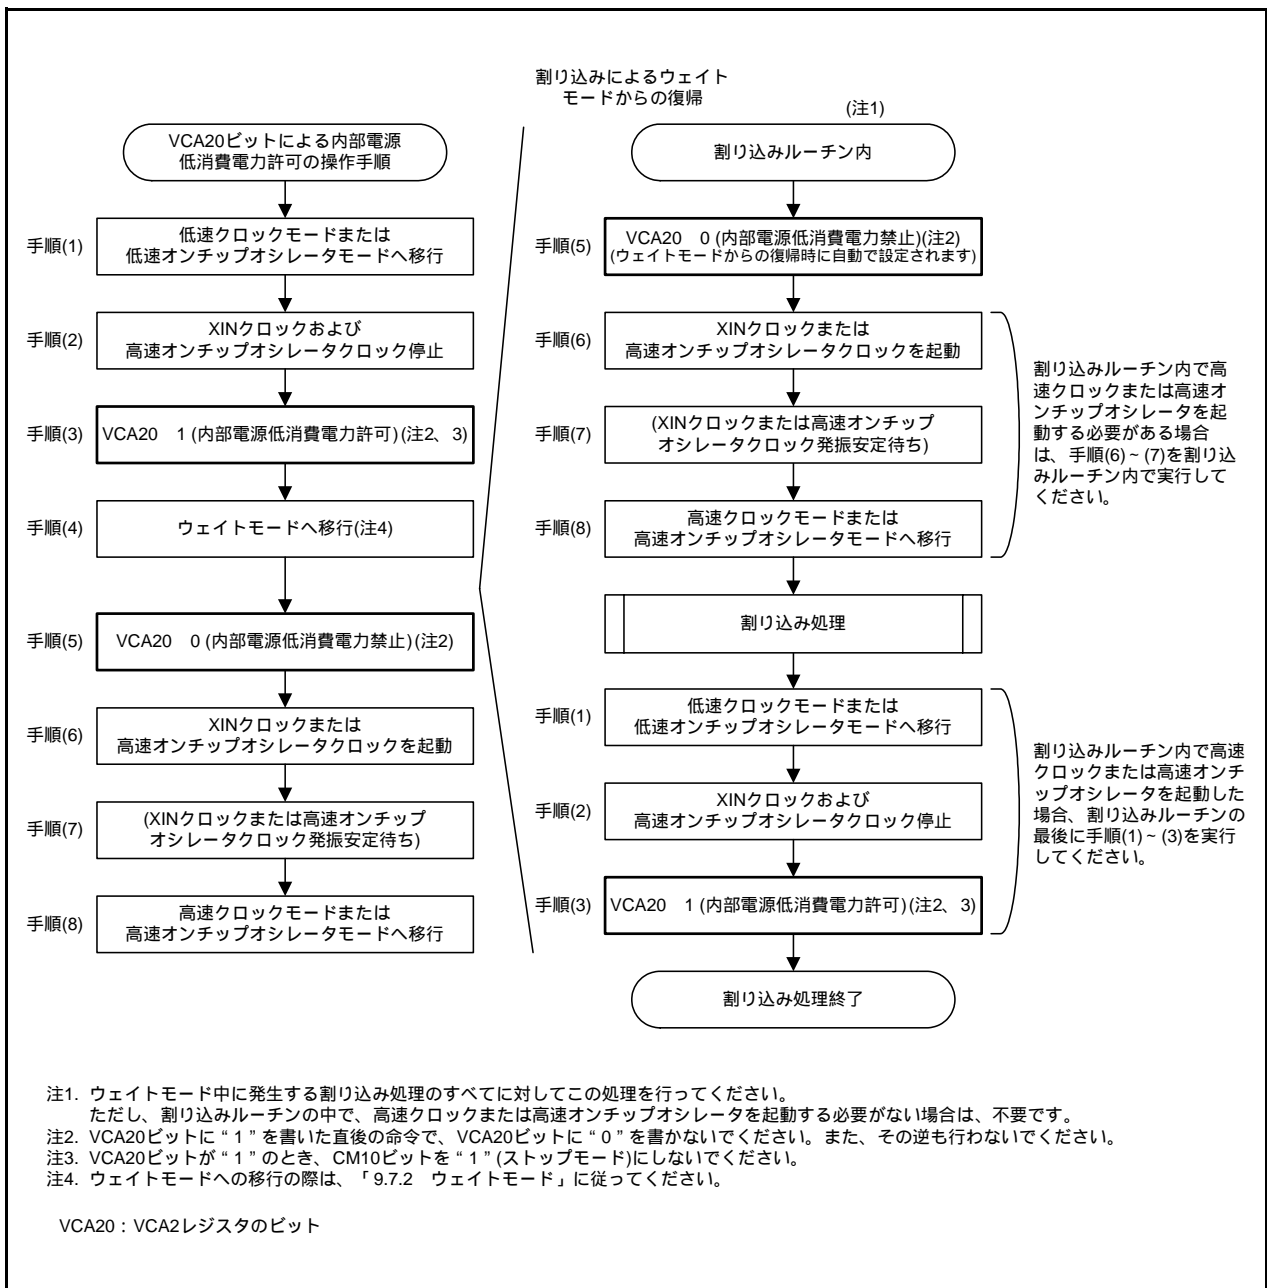 割り込みによるウェイト
モードからの復帰
VCA20ビットによる内部電源
低消費電力許可の操作手順
手順(1)
低速クロックモードまたは
低速オンチップオシレータモードへ移行
手順(2)
XINクロックおよび
高速オンチップオシレータクロック停止
手順(3)
VCA20　1 (内部電源低消費電力許可)(注2、3)
手順(4)
ウェイトモードへ移行(注4)
手順(5)
VCA20　0 (内部電源低消費電力禁止)(注2)
手順(6)
XINクロックまたは
高速オンチップオシレータクロックを起動
手順(7)
(XINクロックまたは高速オンチップ
オシレータクロック発振安定待ち)
手順(8)
高速クロックモードまたは
高速オンチップオシレータモードへ移行
(注1)
割り込みルーチン内
手順(5)
VCA20　0 (内部電源低消費電力禁止)(注2)
(ウェイトモードからの復帰時に自動で設定されます)
手順(6)
XINクロックまたは
高速オンチップオシレータクロックを起動
手順(7)
(XINクロックまたは高速オンチップ
オシレータクロック発振安定待ち)
手順(8)
高速クロックモードまたは
高速オンチップオシレータモードへ移行
割り込みルーチン内で高
速クロックまたは高速オ
ンチップオシレータを起
動する必要がある場合
は、手順(6)~(7)を割り込
みルーチン内で実行して
ください。
割り込み処理
手順(1)
低速クロックモードまたは
低速オンチップオシレータモードへ移行
手順(2)
XINクロックおよび
高速オンチップオシレータクロック停止
手順(3)
VCA20　1 (内部電源低消費電力許可)(注2、3)
割り込みルーチン内で高速
クロックまたは高速オンチ
ップオシレータを起動した
場合、割り込みルーチンの
最後に手順(1)~(3)を実行
してください。
割り込み処理終了
注1. ウェイトモード中に発生する割り込み処理のすべてに対してこの処理を行ってください。
ただし、割り込みルーチンの中で、高速クロックまたは高速オンチップオシレータを起動する必要がない場合は、不要です。
注2. VCA20ビットに“1”を書いた直後の命令で、VCA20ビットに“0”を書かないでください。また、その逆も行わないでください。
注3. VCA20ビットが“1”のとき、CM10ビットを“1”(ストップモード)にしないでください。
注4. ウェイトモードへの移行の際は、「9.7.2　ウェイトモード」に従ってください。
VCA20：VCA2レジスタのビット